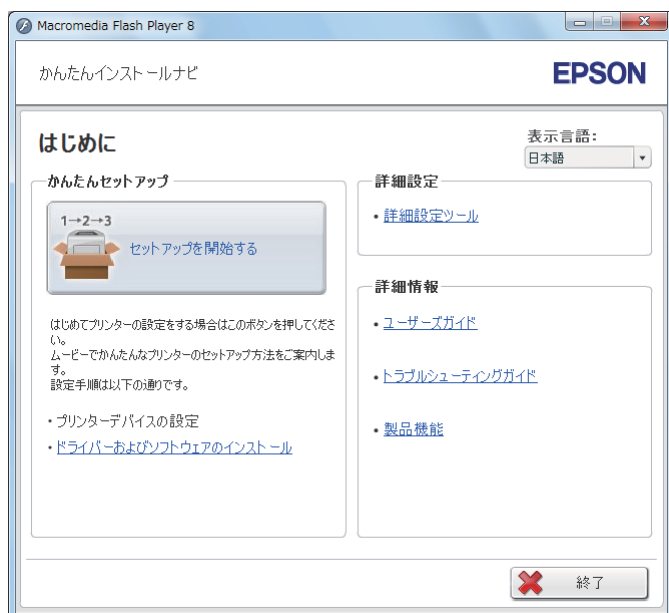 Macromedia Flash Player 8
かんたんインストールナビ
EPSON
はじめに
表示言語:
日本語
かんたんセットアップ
1→2→3
セットアップを開始する
はじめてプリンターの設定をする場合はこのボタンを押してくださ
い。
ムービーでかんたんなプリンターのセットアップ方法をご案内しま
す。
設定手順は以下の通りです。
・プリンターデバイスの設定
・ドライバーおよびソフトウェアのインストール
詳細設定
・詳細設定ツール
詳細情報
・ユーザーズガイド
・トラブルシューティングガイド
・製品機能
終了